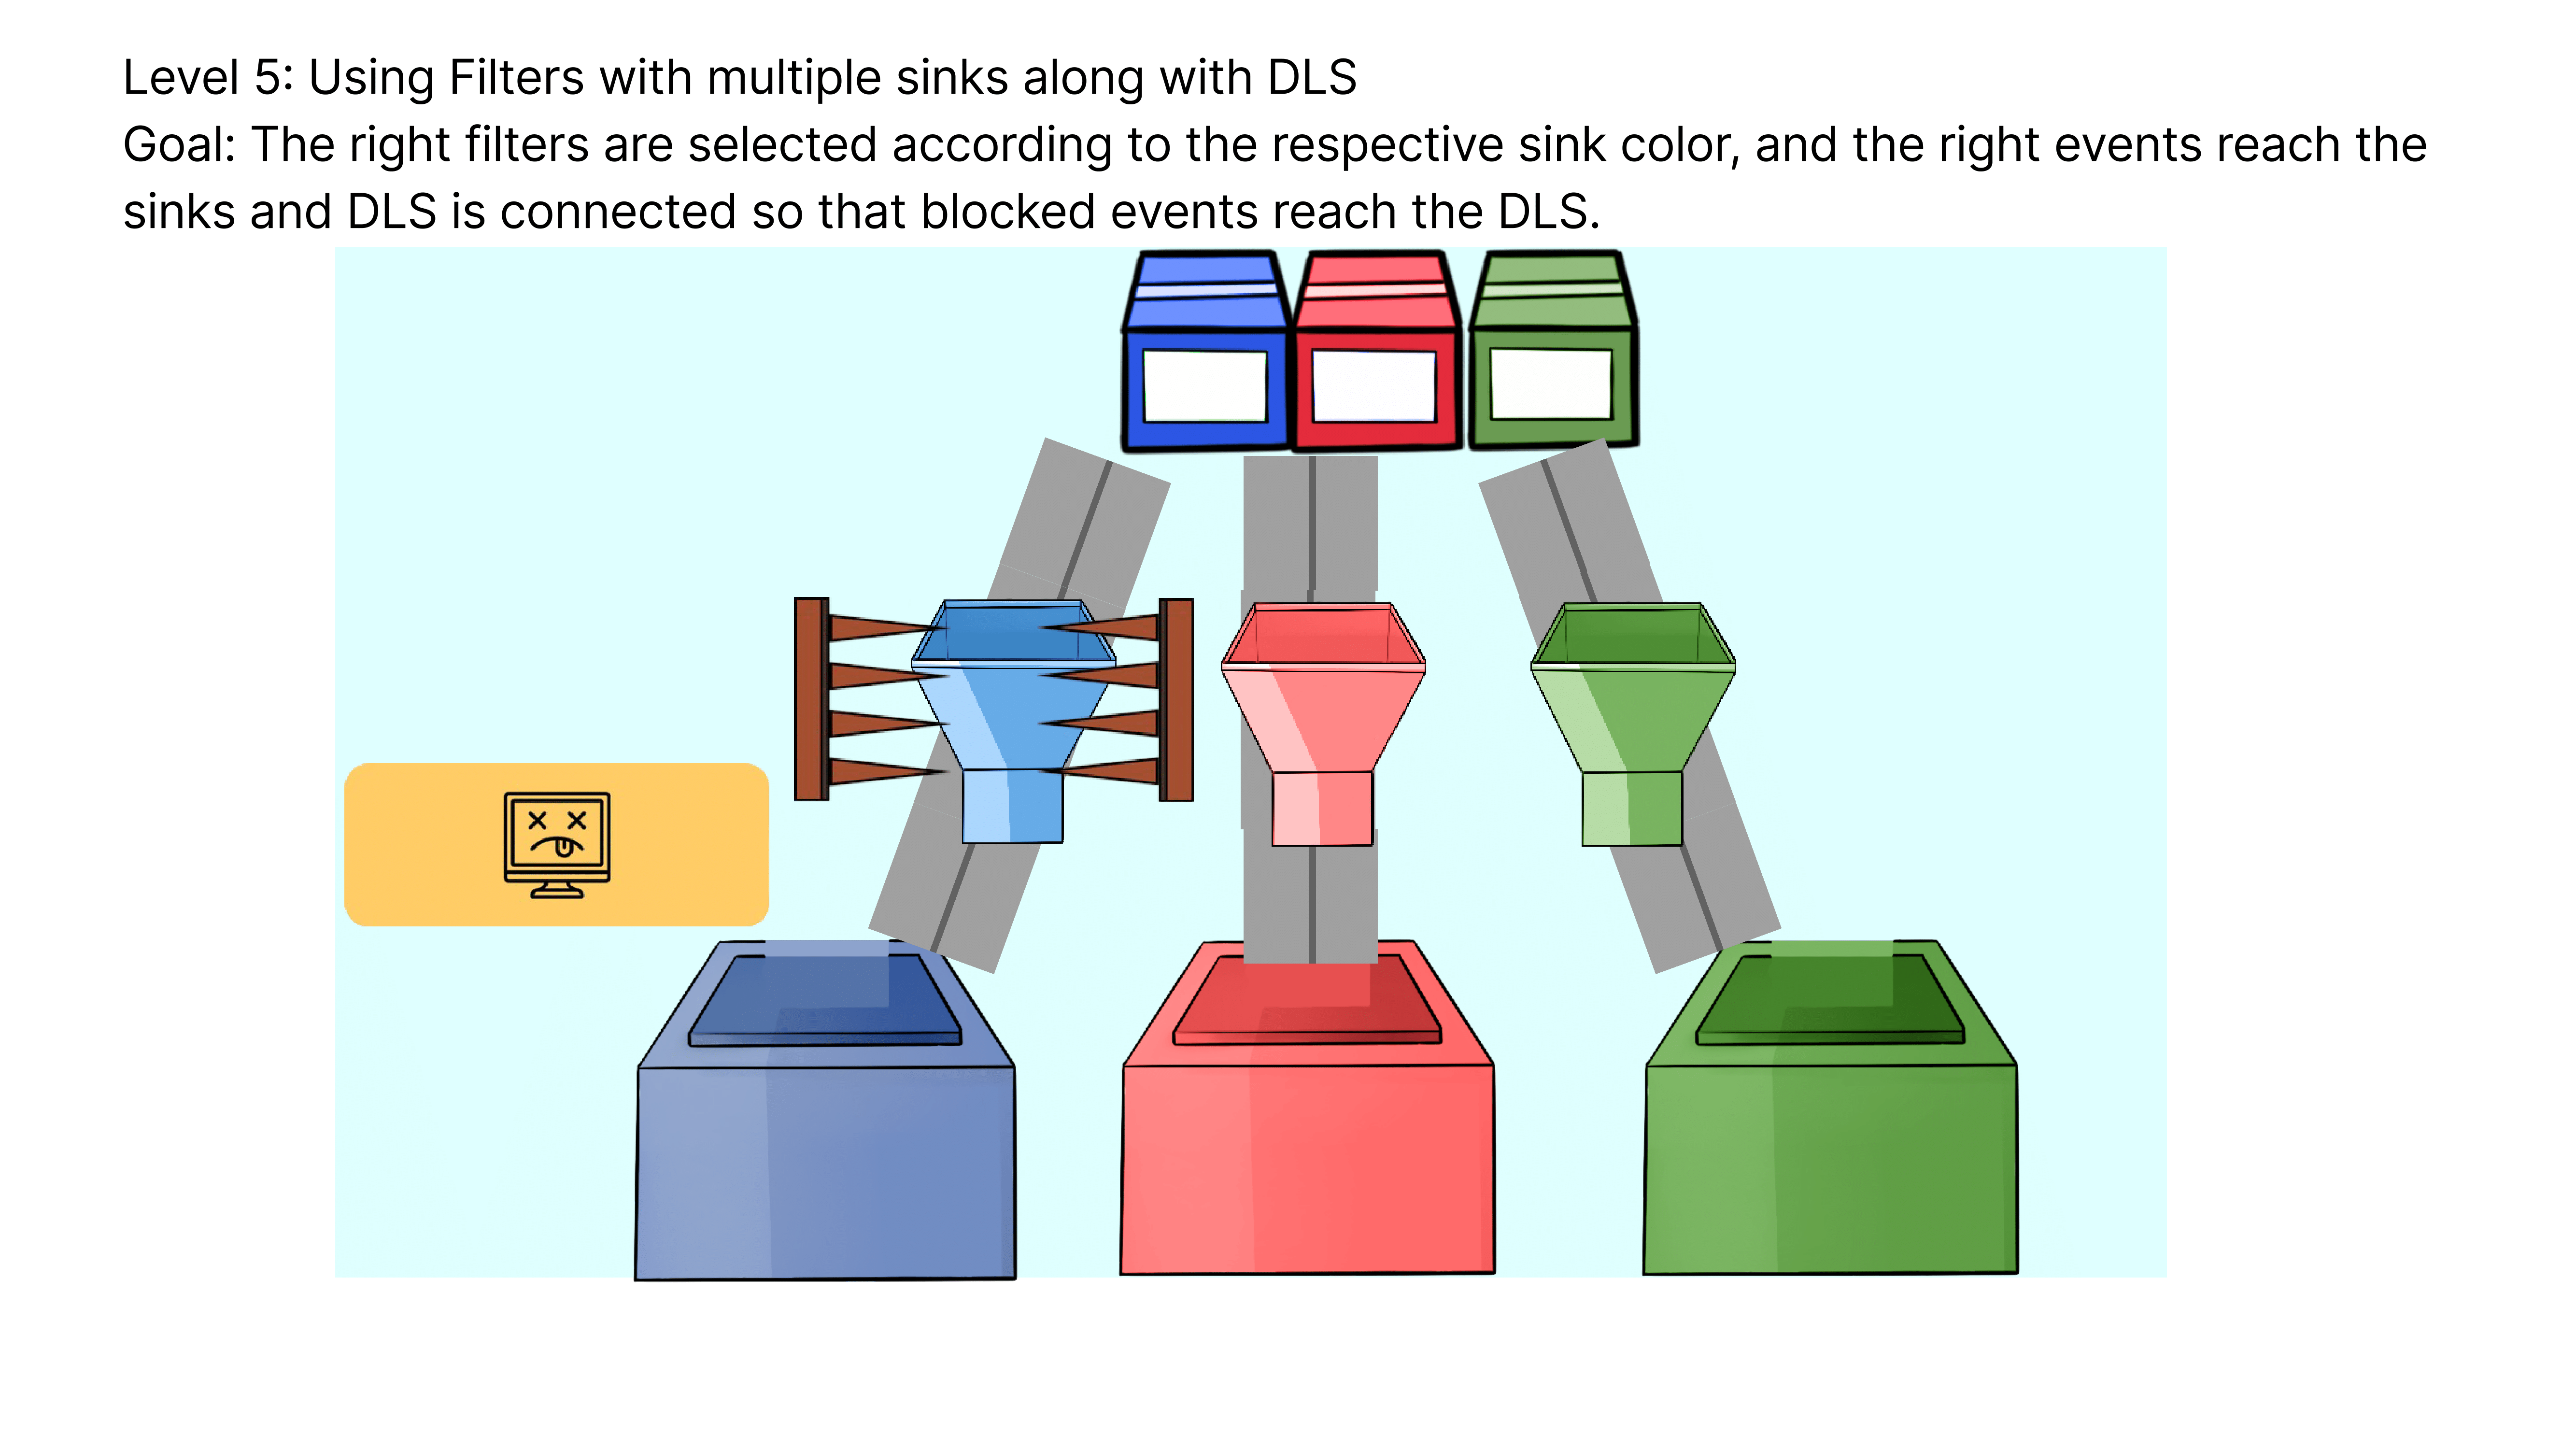 Level 5: Using Filters with multiple sinks along with DLS
Goal: The right filters are selected according to the respective sink color, and the right events reach the
sinks and DLS is connected so that blocked events reach the DLS.